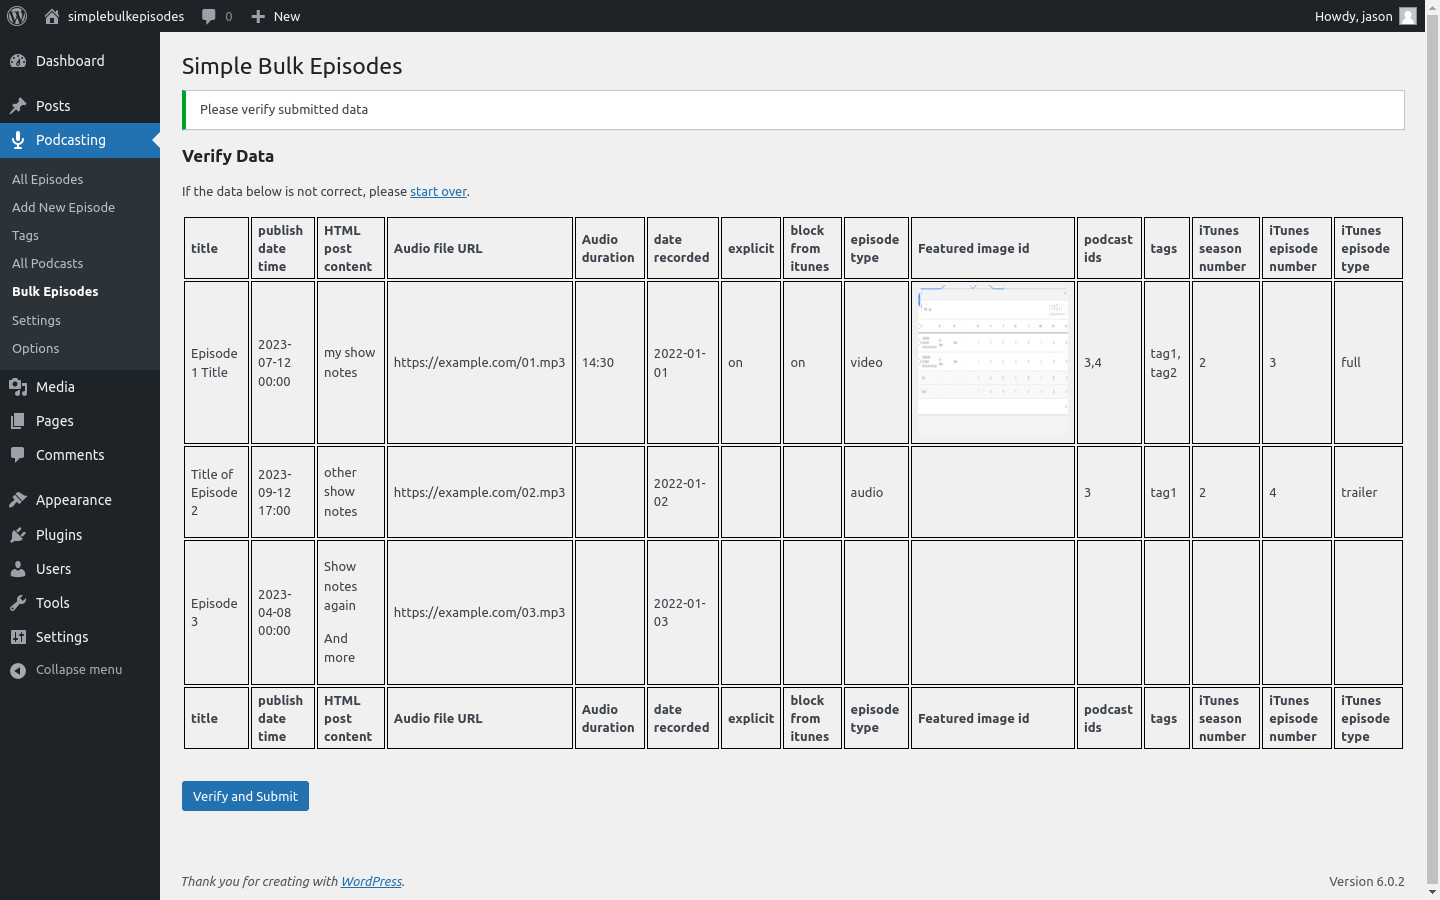 simplebulkepisodes 0 New Howdy, jason
Dashboard
Posts
Podcasting
All Episodes
Add New Episode
Tags
All Podcasts
Bulk Episodes
Settings
Options
Media
Pages
Comments
Appearance
Plugins
Users
Tools
Settings
Collapse menu
Simple Bulk Episodes
Please verify submitted data
Verify Data
If the data below is not correct, please start over.
title
publish
date
time
HTML
post
content
Audio file URL
Audio
duration
date
recorded
explicit
block
from
itunes
episode
type
Featured image id
podcast
ids
tags
iTunes
season
number
iTunes
episode
number
iTunes
episode
type
Episode
1 Title
2023-
07-12
00:00
my show
notes
https://example.com/01.mp3
14:30
2022-01-
01
on
on
video
3,4
tag1,
tag2
2
3
full
Title of
Episode
2
2023-
09-12
17:00
other
show
notes
https://example.com/02.mp3
2022-01-
02
audio
3
tag1
2
4
trailer
Episode
3
2023-
04-08
00:00
Show
notes
again
And
more
https://example.com/03.mp3
2022-01-
03
title
publish
date
time
HTML
post
content
Audio file URL
Audio
duration
date
recorded
explicit
block
from
itunes
episode
type
Featured image id
podcast
ids
tags
iTunes
season
number
iTunes
episode
number
iTunes
episode
type
Verify and Submit
Thank you for creating with WordPress.
Version 6.0.2